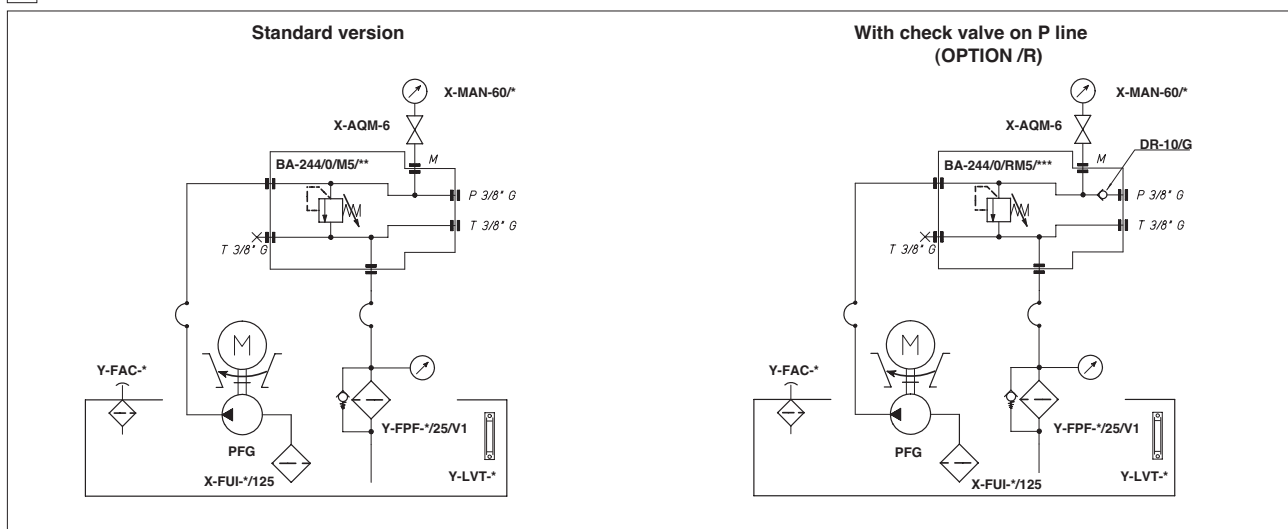 Standard version
X-MAN-60/*
X-AQM-6
BA-244/0/M5/**
M
P 3/8" G
T 3/8" G
T 3/8" G
M
Y-FAC-*
PFG
Y-FPF-*/25/V1
X-FUI-*/125
Y-LVT-*
With check valve on P line
(OPTION /R)
X-MAN-60/*
X-AQM-6
DR-10/G
BA-244/0/RM5/***
M
P 3/8" G
T 3/8" G
T 3/8" G
M
Y-FAC-*
PFG
Y-FPF-*/25/V1
X-FUI-*/125
Y-LVT-*